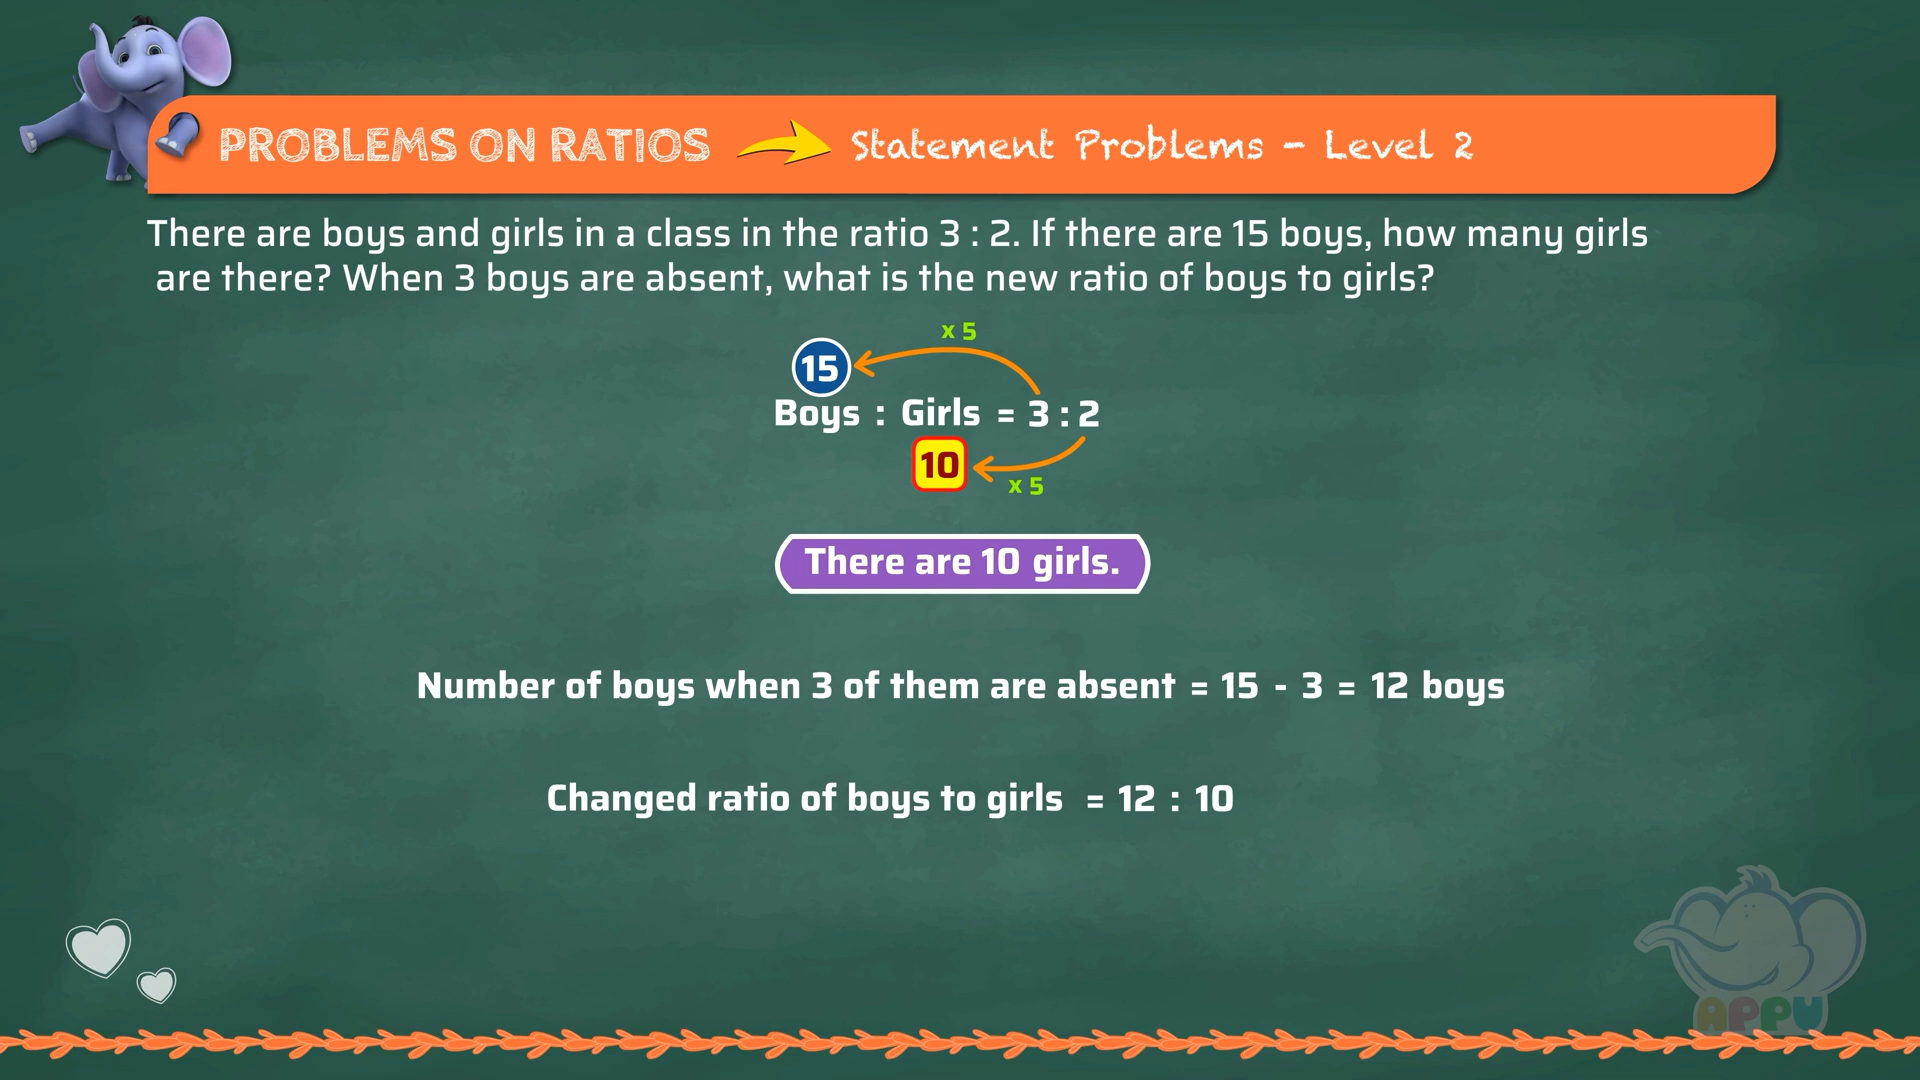 PROBLEMS ON RATIOS Statement Problems - Level 2
There are boys and girls in a class in the ratio 3 : 2. If there are 15 boys, how many girls
are there? When 3 boys are absent, what is the new ratio of boys to girls?
x 5
15
Boys : Girls = 3 : 2
10
x 5
There are 10 girls.
Number of boys when 3 of them are absent = 15 - 3 = 12 boys
Changed ratio of boys to girls = 12 : 10
APPU